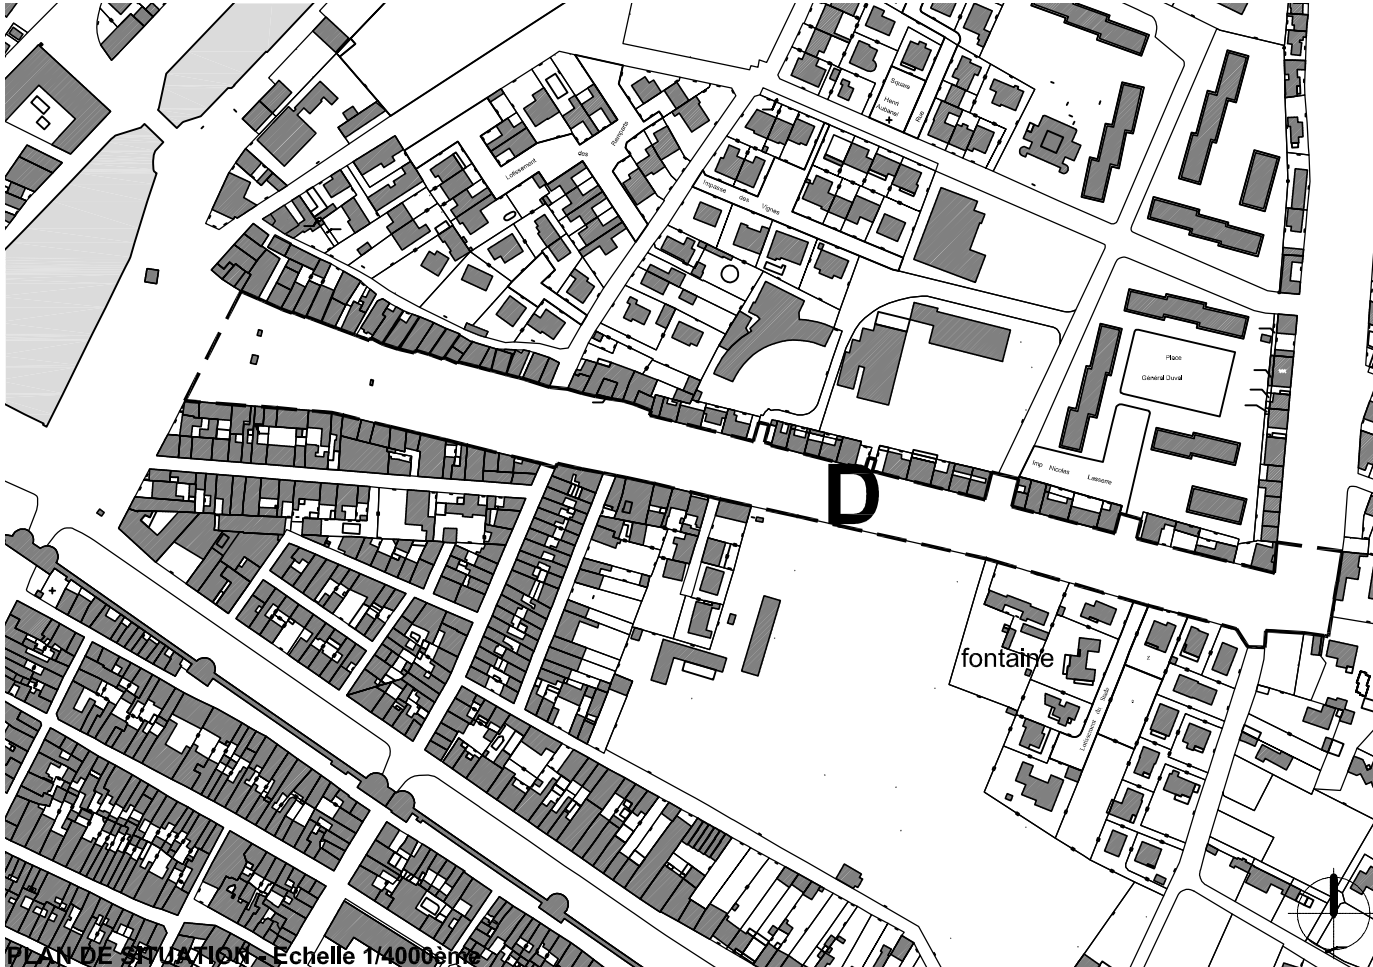 Square
Henri
Aubanel
Rue
Lotissement des Remparts
Impasse des Vignes
Place
Général Duval
Imp Nicolas Lasserre
D
fontaine
Lotissement du Stade
PLAN DE SITUATION - Echelle 1/4000ème